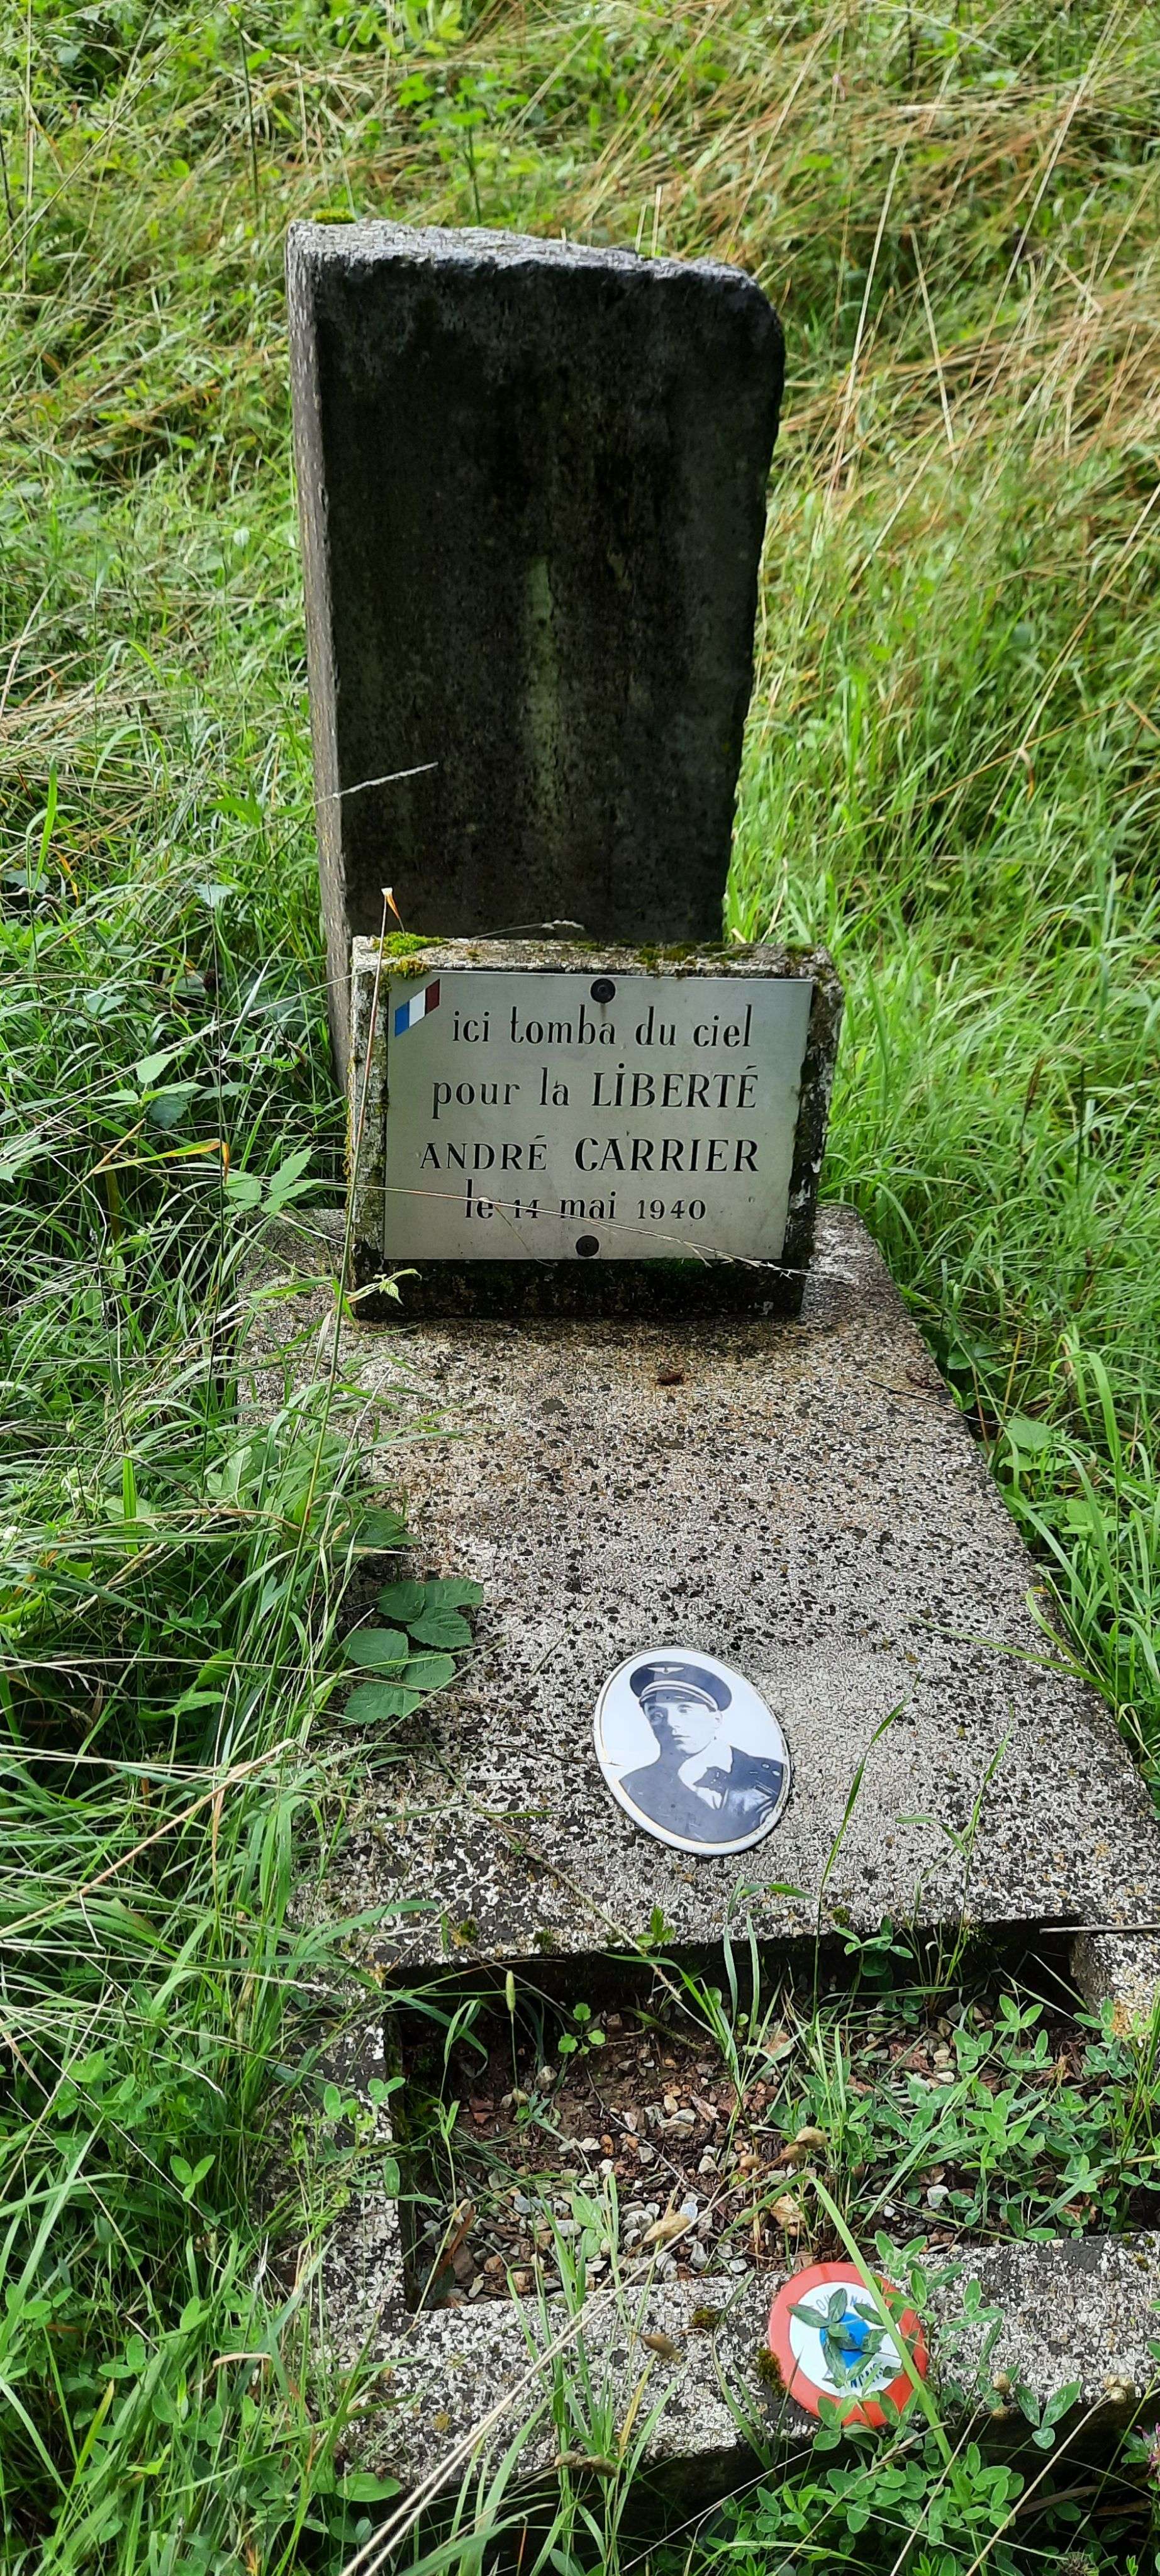 ici tomba du ciel
pour la LIBERTÉ
ANDRÉ CARRIER
le 14 mai 1940